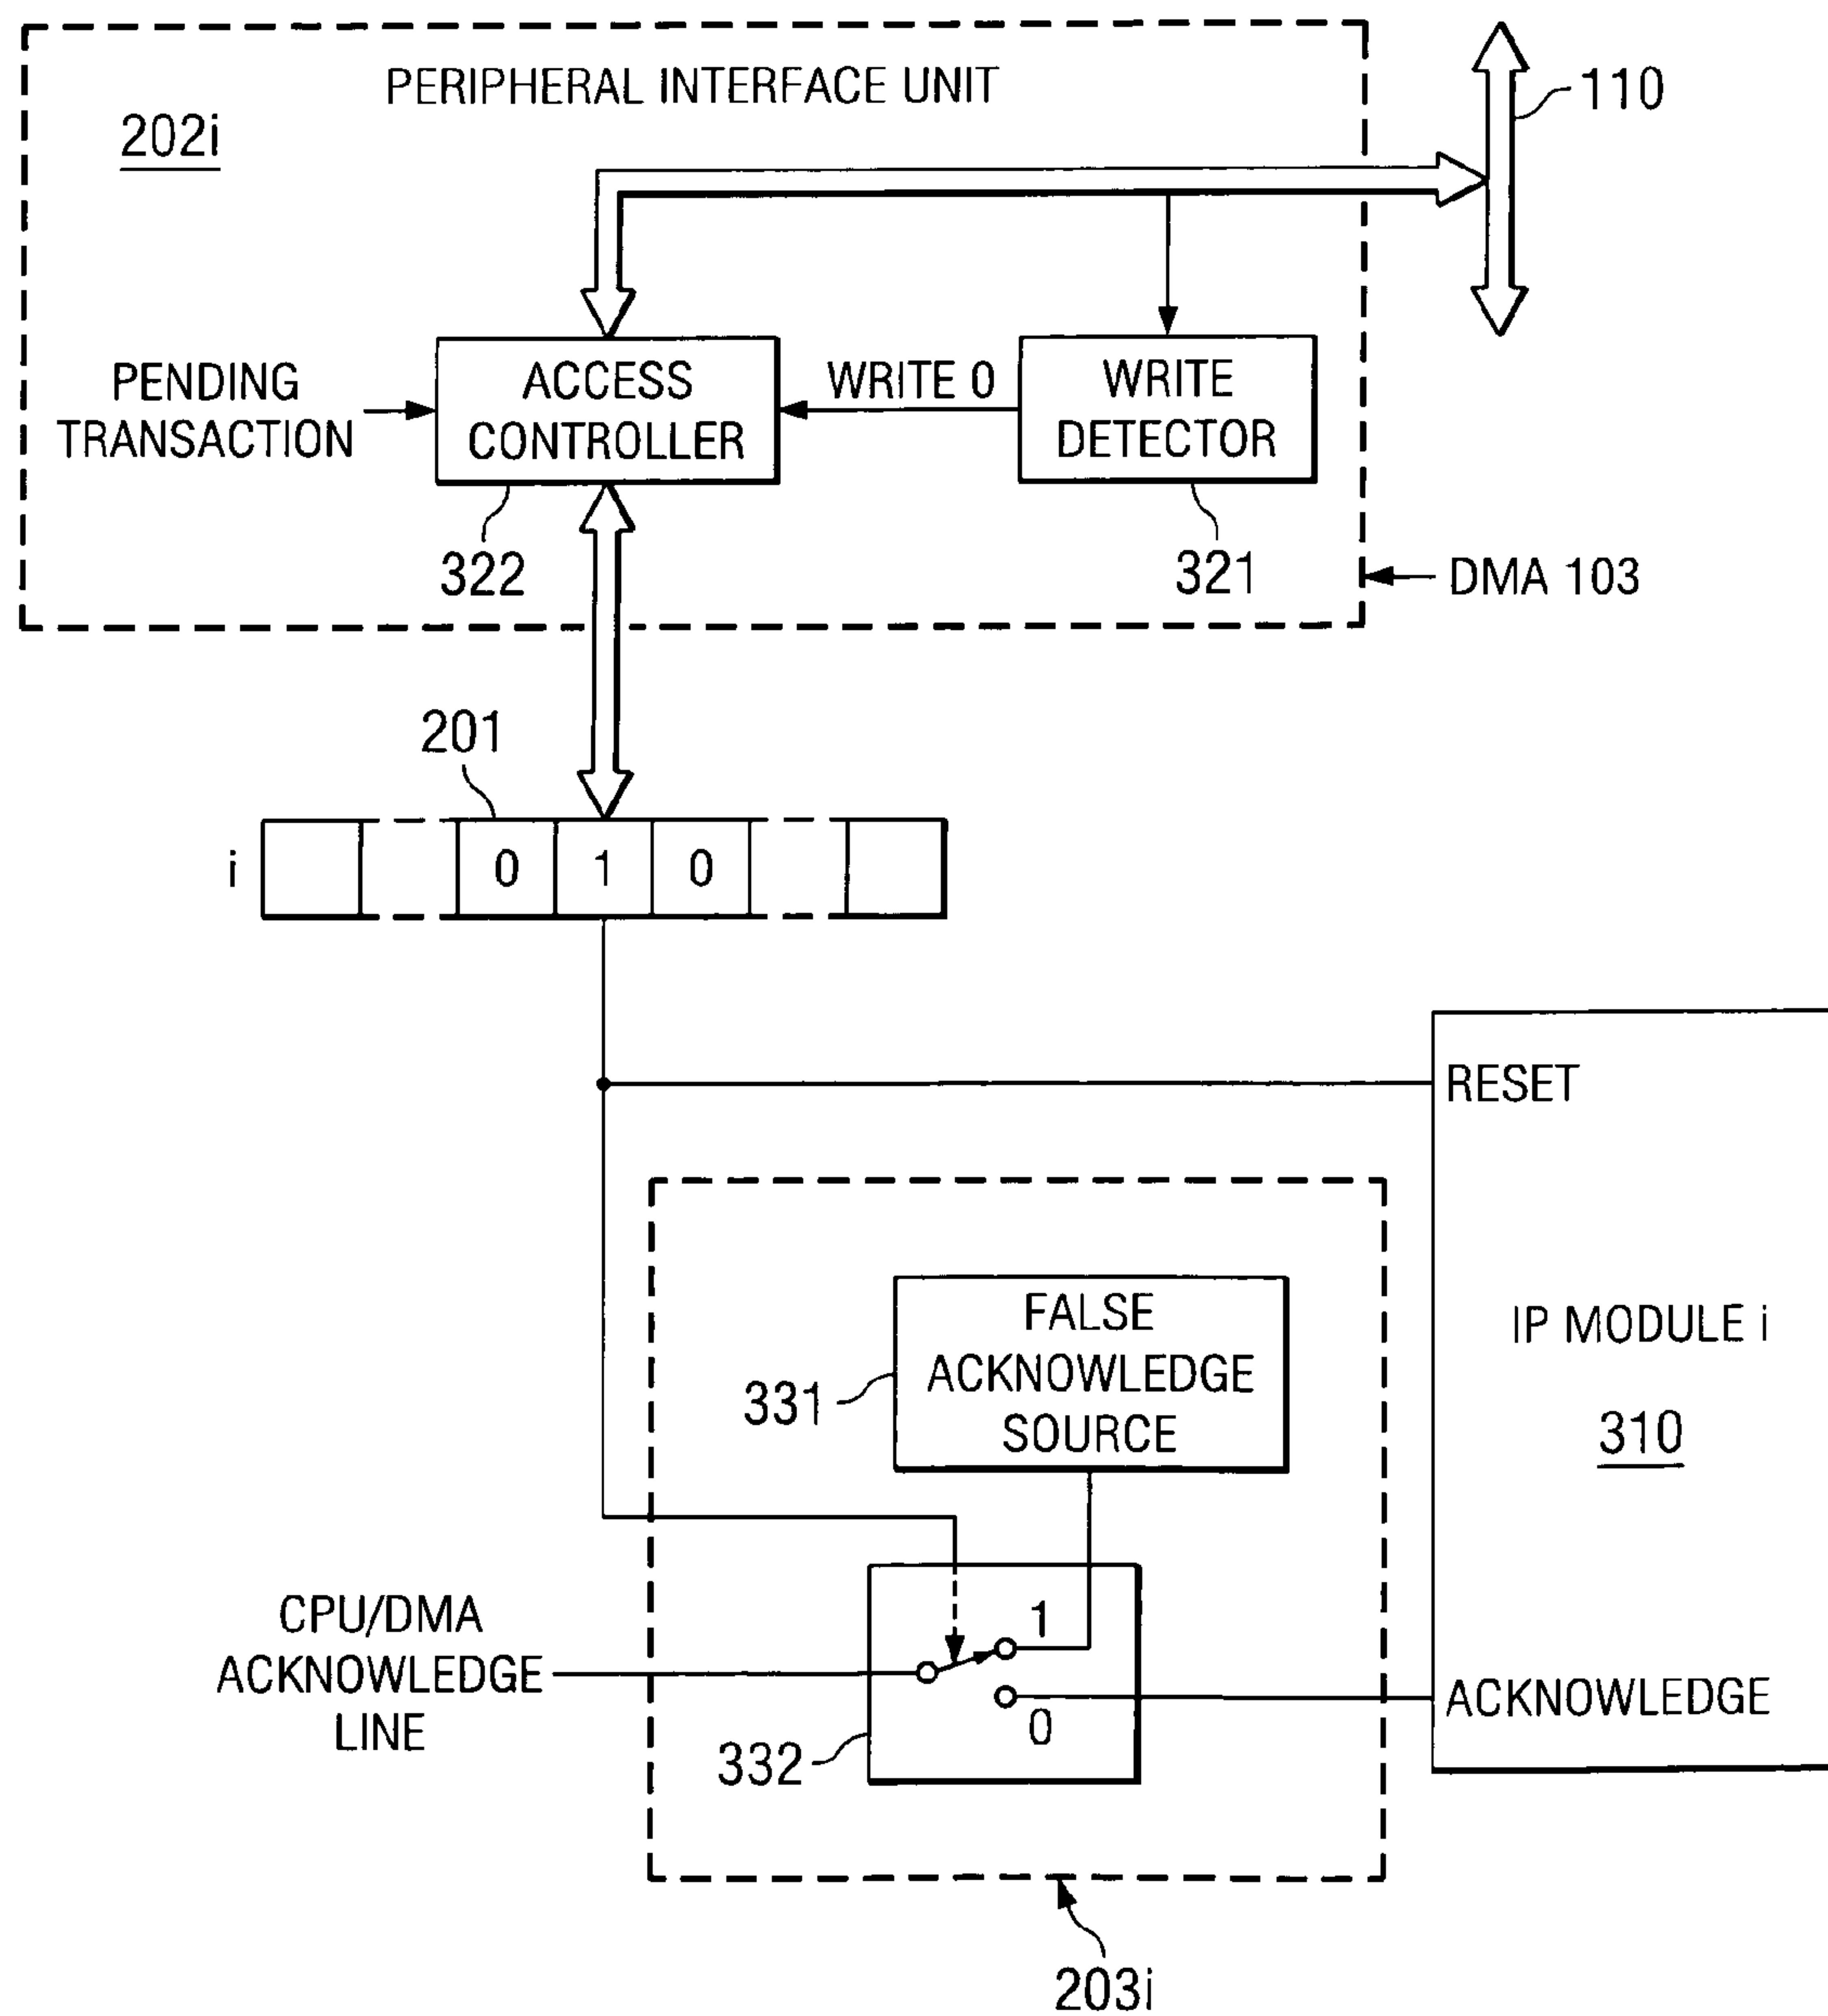 PERIPHERAL INTERFACE UNIT
202i
110
PENDING
TRANSACTION
ACCESS
CONTROLLER
WRITE 0
WRITE
DETECTOR
322
321
DMA 103
201
i
0 1 0
RESET
FALSE
ACKNOWLEDGE
SOURCE
331
IP MODULE i
310
CPU/DMA
ACKNOWLEDGE
LINE
1
0
332
ACKNOWLEDGE
203i